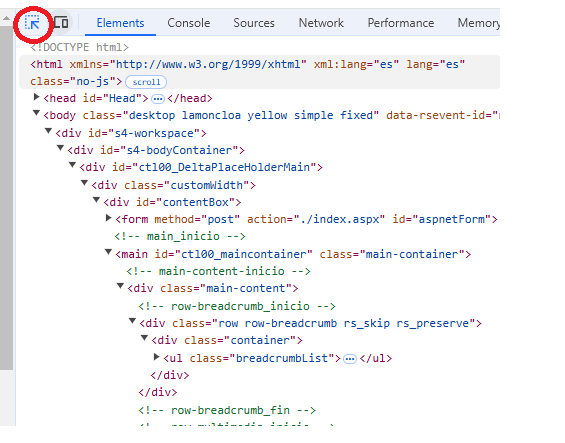 Elements Console Sources Network Performance Memory
<!DOCTYPE html>
<html xmlns="http://www.w3.org/1999/xhtml" xml:lang="es" lang="es"
class="no-js"> scroll
<head id="Head"> ⋯ </head>
<body class="desktop lamoncloa yellow simple fixed" data-rsevent-id=
<div id="s4-workspace">
<div id="s4-bodyContainer">
<div id="ctl00_DeltaPlaceHolderMain">
<div class="customWidth">
<div id="contentBox">
<form method="post" action="./index.aspx" id="aspnetForm">
<!-- main_inicio -->
<main id="ctl00_maincontainer" class="main-container">
<!-- main-content-inicio -->
<div class="main-content">
<!-- row-breadcrumb_inicio -->
<div class="row row-breadcrumb rs_skip rs_preserve">
<div class="container">
<ul class="breadcrumbList"> ⋯ </ul>
</div>
</div>
<!-- row-breadcrumb_fin -->